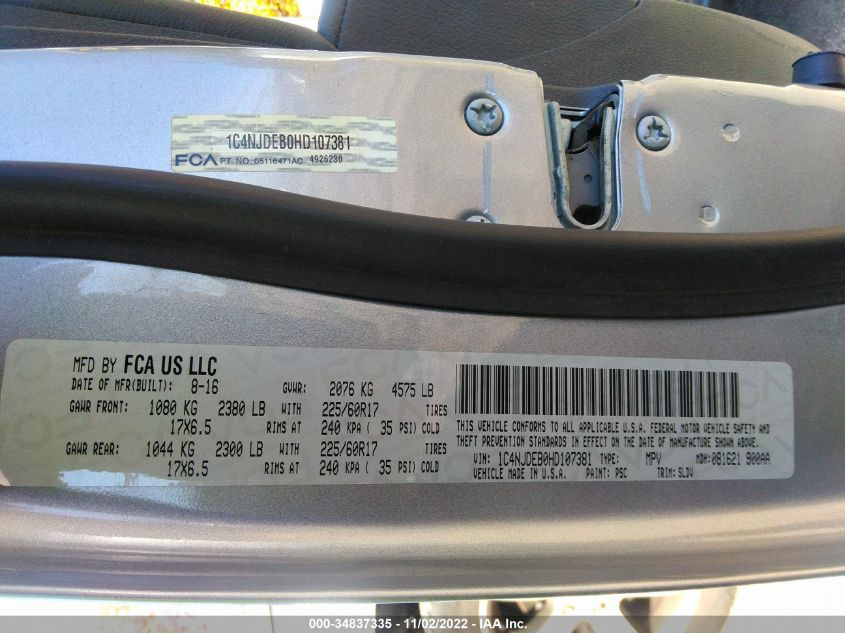 1C4NJDEB0HD107381
FCA PT. NO. 05116471AC 4926280
MFD BY FCA US LLC
DATE OF MFR(BUILT): 8-16 GVWR: 2076 KG 4575 LB
GAWR FRONT: 1080 KG 2380 LB WITH 225/60R17 TIRES
17X6.5 RIMS AT 240 KPA ( 35 PSI) COLD
GAWR REAR: 1044 KG 2300 LB WITH 225/60R17 TIRES
17X6.5 RIMS AT 240 KPA ( 35 PSI) COLD
THIS VEHICLE CONFORMS TO ALL APPLICABLE U.S.A. FEDERAL MOTOR VEHICLE SAFETY AND
THEFT PREVENTION STANDARDS IN EFFECT ON THE DATE OF MANUFACTURE SHOWN ABOVE.
VIN: 1C4NJDEB0HD107381 TYPE: MPV MDH: 081621 900AA
VEHICLE MADE IN U.S.A. PAINT: PSC TRIM: SLDV
000-34837335 - 11/02/2022 - IAA Inc.